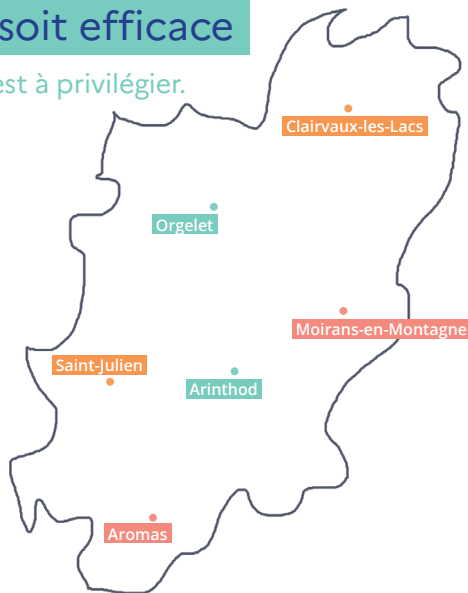 soit efficace
est à privilégier.
Clairvaux-les-Lacs
Orgelet
Moirans-en-Montagne
Saint-Julien
Arinthod
Aromas